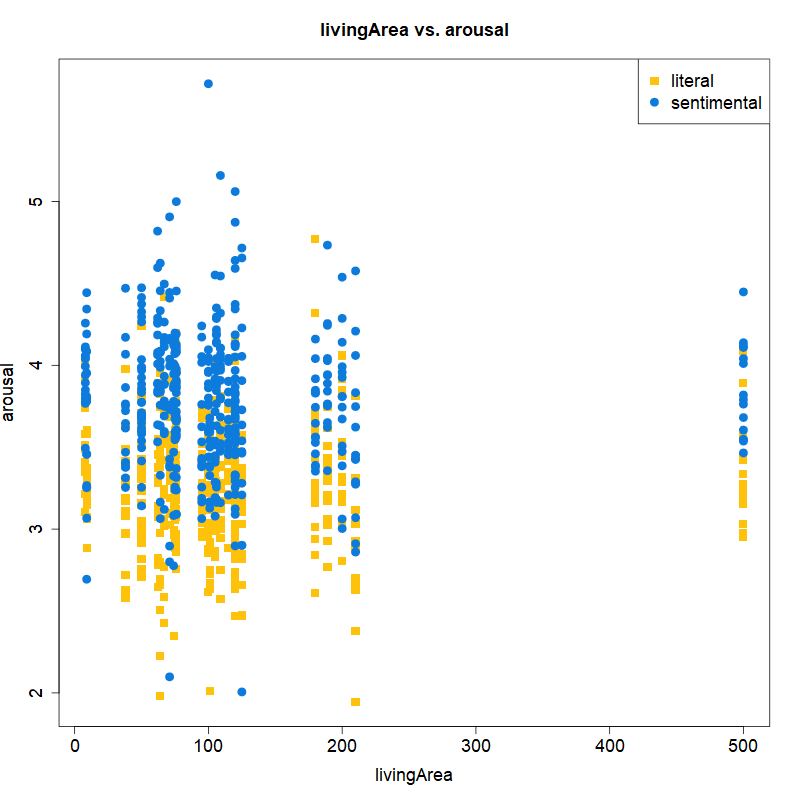 livingArea vs. arousal
literal
sentimental
5
4
3
2
arousal
0 100 200 300 400 500
livingArea